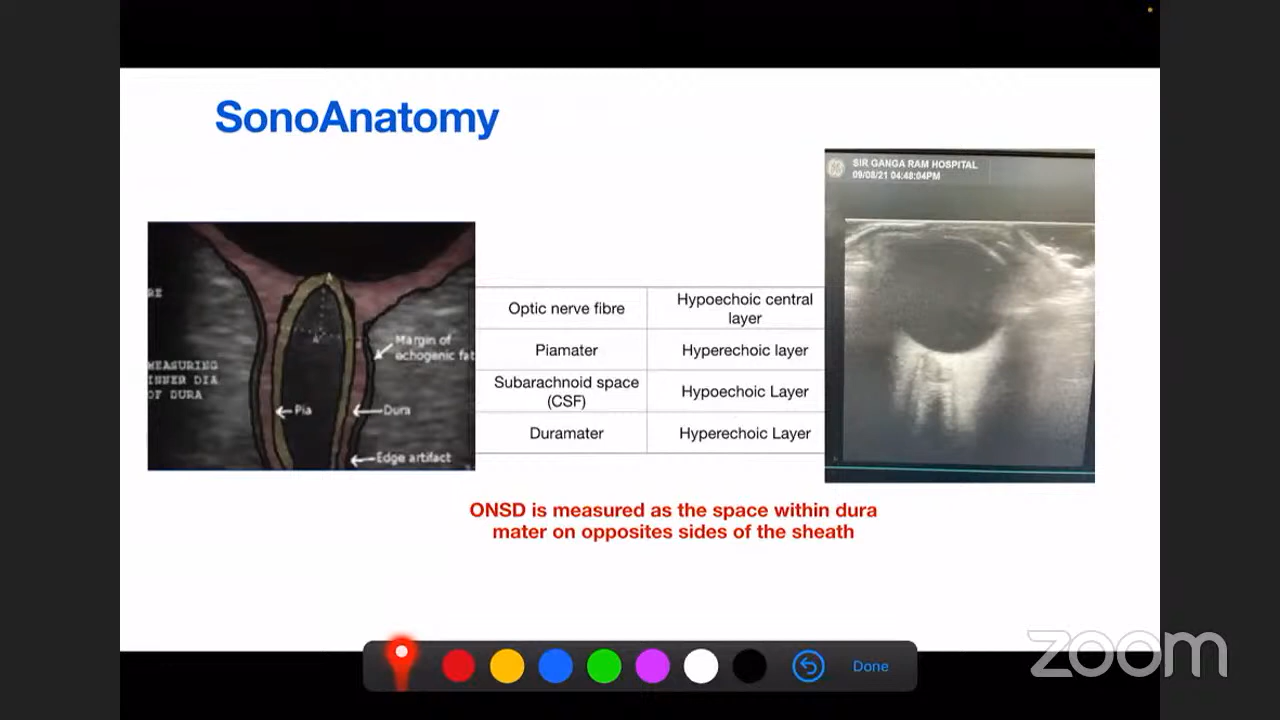 SonoAnatomy
SIR GANGA RAM HOSPITAL
09/08/21 04:48:04PM
MEASURING
INNER DIA
OF DURA
Margin of
echogenic fat
Pia
Dura
Edge artifact
Optic nerve fibre
Hypoechoic central
layer
Piamater
Hyperechoic layer
Subarachnoid space
(CSF)
Hypoechoic Layer
Duramater
Hyperechoic Layer
ONSD is measured as the space within dura
mater on opposites sides of the sheath
Done
zoom